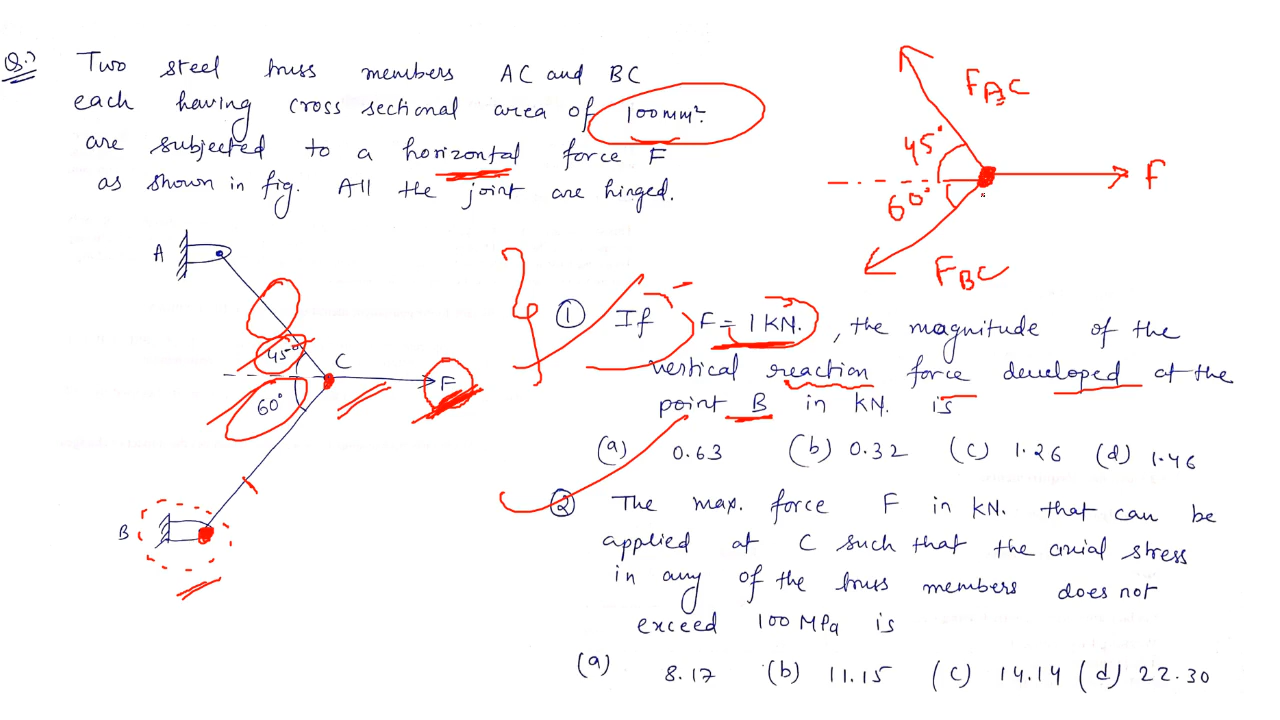 Q.→ Two steel truss members AC and BC
each having cross sectional area of 100mm².
are subjected to a horizontal force F
as shown in fig. All the joint are hinged.
F_AC
45°
F
60°
F_BC
A
45°
C
F
60°
B
① If F = 1 kN. , the magnitude of the
vertical reaction force developed at the
point B in kN. is
(a) 0.63 (b) 0.32 (c) 1.26 (d) 1.46
② The max. force F in kN. that can be
applied at C such that the axial stress
in any of the truss members does not
exceed 100 MPa is
(a) 8.17 (b) 11.15 (c) 14.14 (d) 22.30